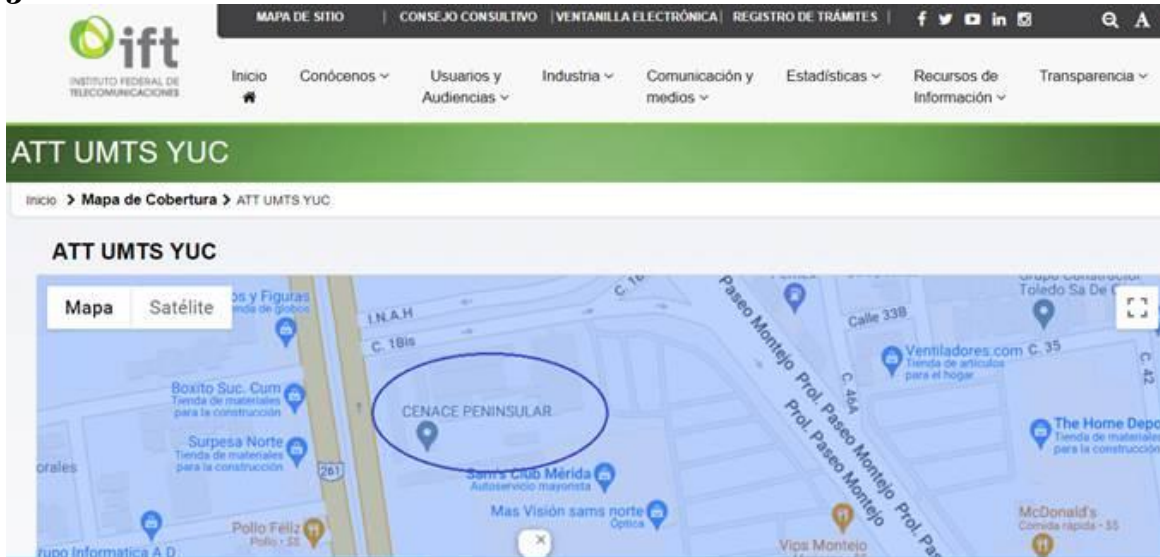 MAPA DE SITIO | CONSEJO CONSULTIVO | VENTANILLA ELECTRÓNICA | REGISTRO DE TRÁMITES |
ift
INSTITUTO FEDERAL DE
TELECOMUNICACIONES
Inicio
Conócenos
Usuarios y
Audiencias
Industria
Comunicación y
medios
Estadísticas
Recursos de
Información
Transparencia
ATT UMTS YUC
Inicio > Mapa de Cobertura > ATT UMTS YUC
ATT UMTS YUC
Mapa
Satélite
y Figuras
I.N.A.H
C. 18is
Paseo Montejo
Prol. Paseo Montejo
Prol. Paseo Montejo
Calle 33B
Toledo Sa De
C. 35
C. 42
C. 46A
Ventiladores.com
Tienda de artículos
para el hogar
Boxito Suc. Cum
Tienda de materiales
para la construcción
CENACE PENINSULAR
Surpesa Norte
Tienda de materiales
para la construcción
261
Sam's Club Mérida
Autoservicio mayorista
Mas Visión sams norte
Óptica
The Home Depo
Tienda de materiales
para la construcción
Pollo Feliz
Pollo · $$
Vips Montejo
McDonald's
Comida rápida · $$